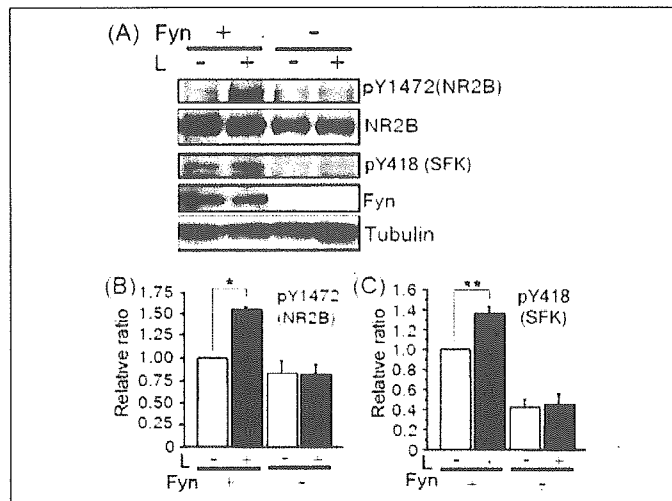 (A) Fyn + -
L - + - +
pY1472(NR2B)
NR2B
pY418 (SFK)
Fyn
Tubulin
(B)
pY1472
(NR2B)
Relative ratio
1.75
1.50
1.25
1.00
0.75
0.50
0.25
0
*
L - + - +
Fyn + -
(C)
pY418
(SFK)
Relative ratio
1.6
1.4
1.2
1.0
0.8
0.6
0.4
0.2
0
**
L - - +
Fyn + -